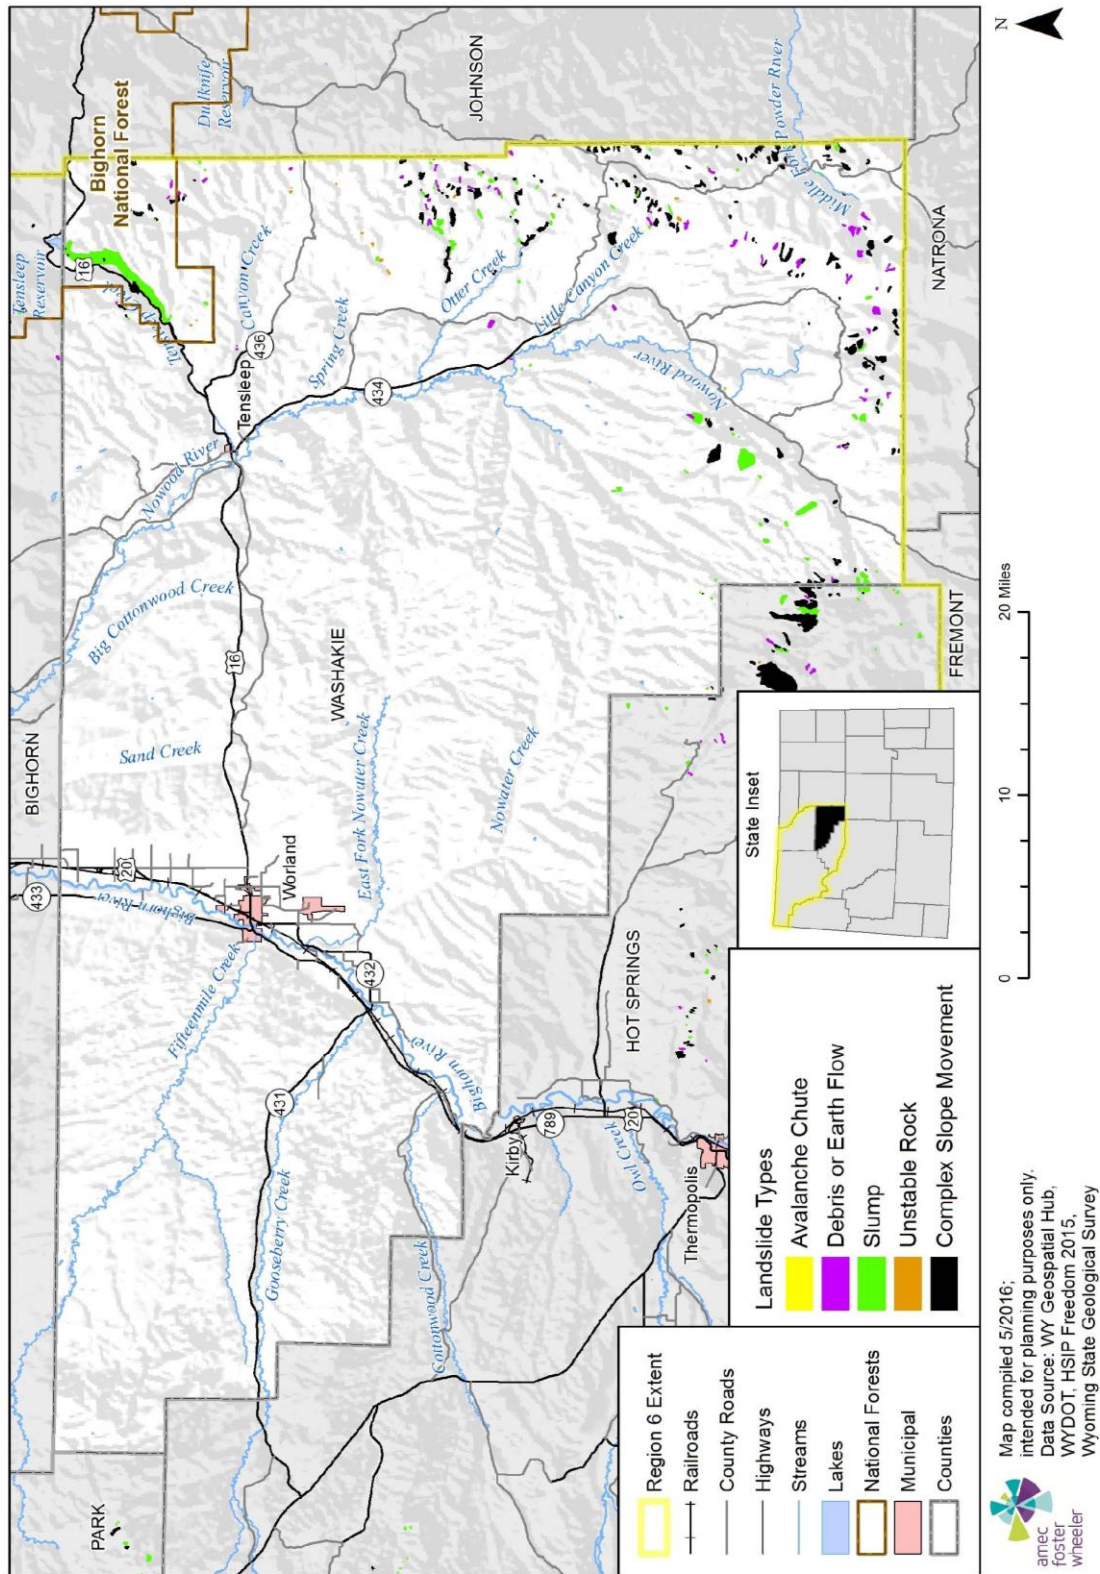 N
Tensleep
Reservoir
Bighorn
National Forest
Dullknife
Reservoir
JOHNSON
Middle Fork Powder River
NATRONA
16
Tensleep Creek
Canyon Creek
436
Tensleep
Spring Creek
Otter Creek
Little Canyon Creek
434
Nowood River
Nowood River
Big Cottonwood Creek
16
WASHAKIE
BIGHORN
Sand Creek
East Fork Nowater Creek
Nowater Creek
FREMONT
433
20
Bighorn River
Worland
Fifteenmile Creek
432
431
Gooseberry Creek
Bighorn River
HOT SPRINGS
Kirby
789
20
Owl Creek
Thermopolis
Cottonwood Creek
PARK
State Inset
0 10 20 Miles
Landslide Types
Avalanche Chute
Debris or Earth Flow
Slump
Unstable Rock
Complex Slope Movement
Region 6 Extent
Railroads
County Roads
Highways
Streams
Lakes
National Forests
Municipal
Counties
amec
foster
wheeler
Map compiled 5/2016;
intended for planning purposes only.
Data Source: WY Geospatial Hub,
WYDOT, HSIP Freedom 2015,
Wyoming State Geological Survey